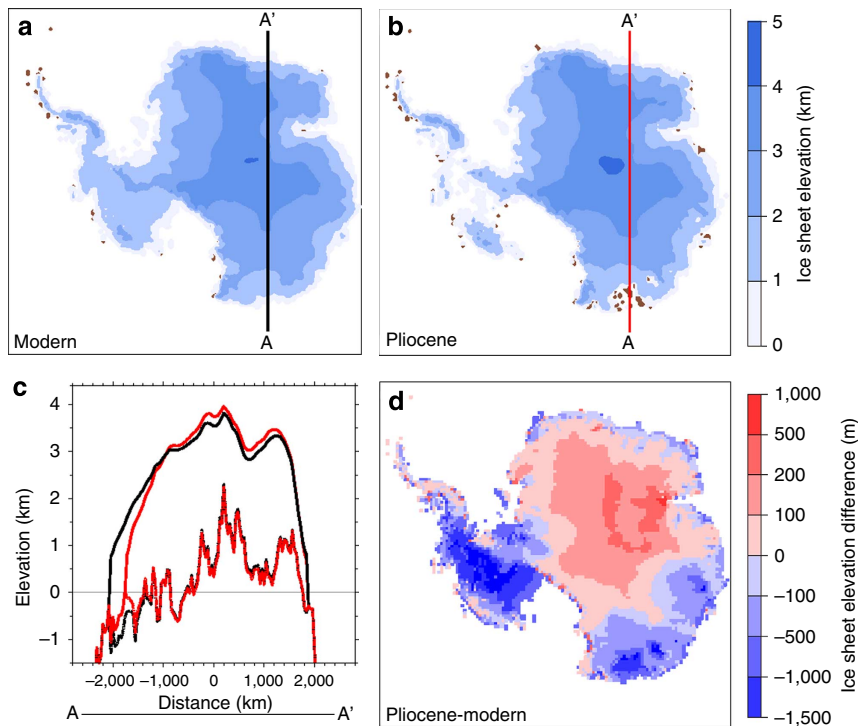 a
A'
A
Modern
b
A'
A
Pliocene
5
4
3
2
1
0
Ice sheet elevation (km)
c
4
3
2
1
0
−1
Elevation (km)
−2,000 −1,000 0 1,000 2,000
Distance (km)
A A'
d
Pliocene-modern
1,000
500
200
100
0
−100
−500
−1,000
−1,500
Ice sheet elevation difference (m)